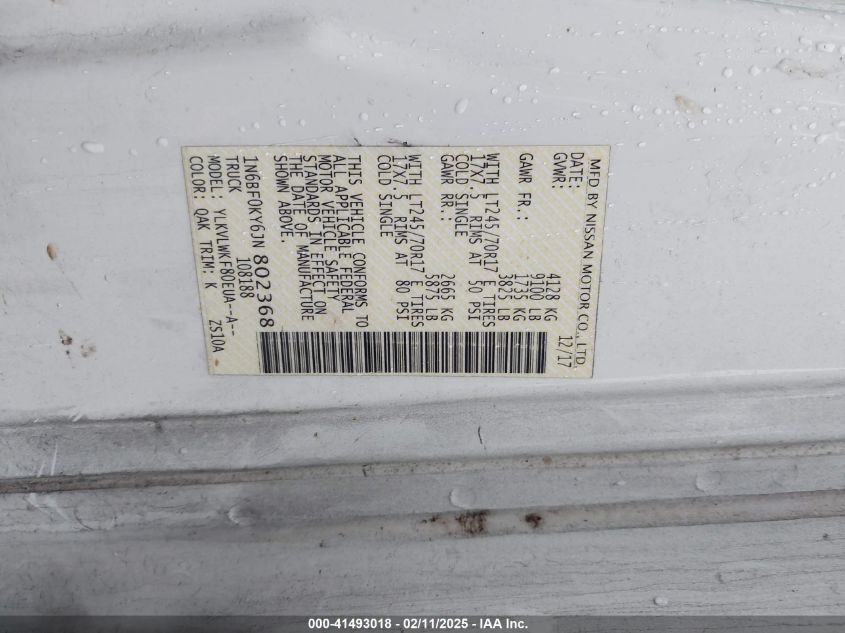 MFD BY NISSAN MOTOR CO., LTD.
DATE: 12/17
GVWR: 4128 KG
9100 LB
GAWR FR.: 1735 KG
3825 LB
WITH LT245/70R17 E TIRES
17X7.5 RIMS AT 50 PSI
COLD SINGLE
GAWR RR.: 2665 KG
5875 LB
WITH LT245/70R17 E TIRES
17X7.5 RIMS AT 80 PSI
COLD SINGLE
THIS VEHICLE CONFORMS TO
ALL APPLICABLE FEDERAL
MOTOR VEHICLE SAFETY
STANDARDS IN EFFECT ON
THE DATE OF MANUFACTURE
SHOWN ABOVE.
1N6BF0KY6JN 802368
TRUCK 108188
MODEL: YLKVLWKFB0EUA--A--
COLOR: QAK TRIM: K ZS10A
000-41493018 - 02/11/2025 - IAA Inc.